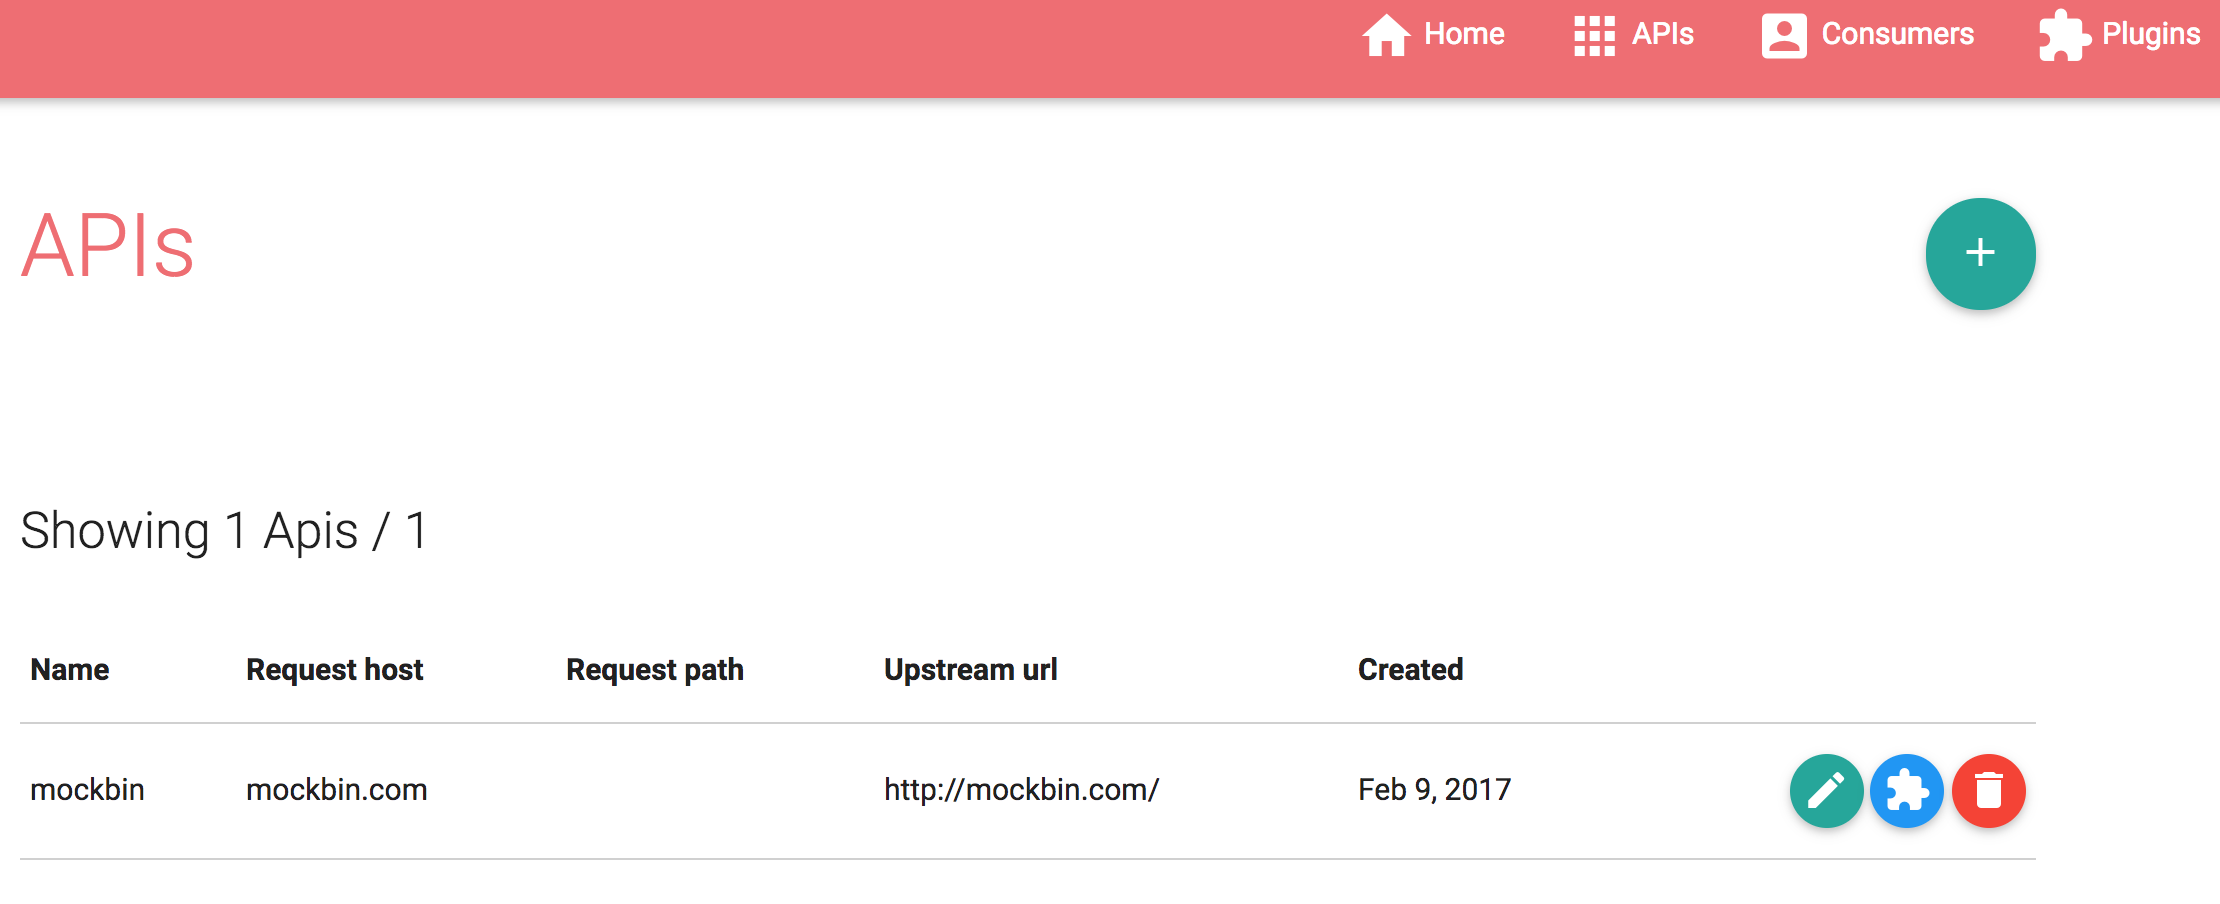 Home APIs Consumers Plugins
APIs
+
Showing 1 Apis / 1
Name Request host Request path Upstream url Created
mockbin mockbin.com http://mockbin.com/ Feb 9, 2017